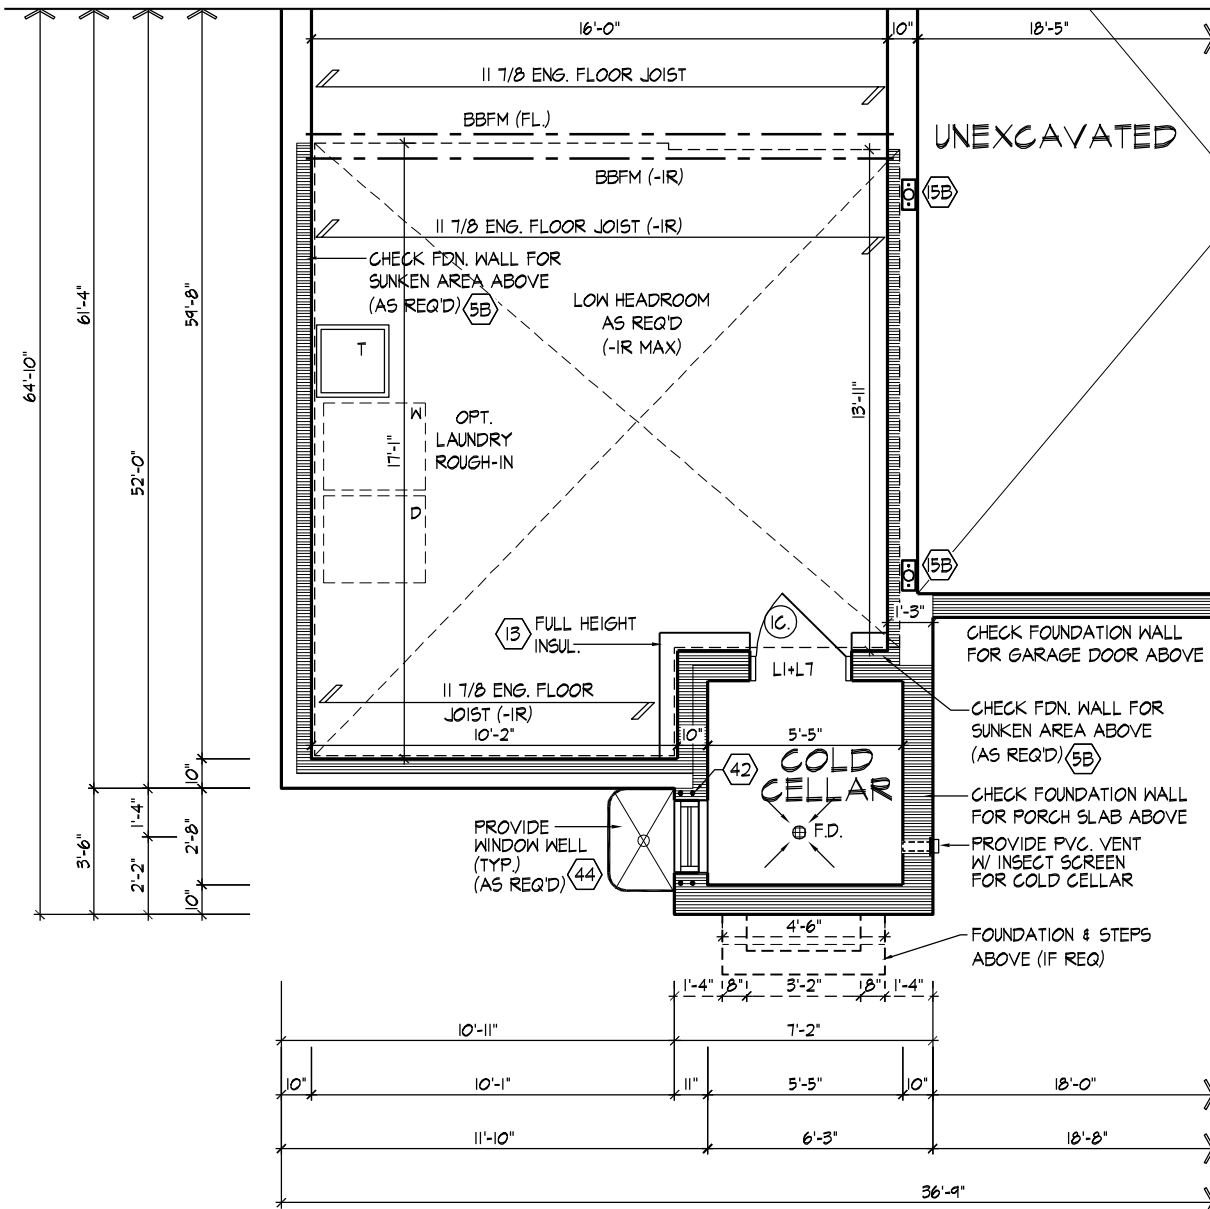 16'-0"
10"
18'-5"
11 7/8 ENG. FLOOR JOIST
BBFM (FL.)
UNEXCAVATED
BBFM (-1R)
15B
11 7/8 ENG. FLOOR JOIST (-1R)
CHECK FDN. WALL FOR
SUNKEN AREA ABOVE
(AS REQ'D)
5B
LOW HEADROOM
AS REQ'D
(-1R MAX)
61'-4"
59'-8"
64'-10"
52'-0"
T
W
D
17'-1"
13'-11"
OPT.
LAUNDRY
ROUGH-IN
15B
1'-3"
13
FULL HEIGHT
INSUL.
1C.
L1+L7
CHECK FOUNDATION WALL
FOR GARAGE DOOR ABOVE
11 7/8 ENG. FLOOR
JOIST (-1R)
10'-2"
10"
5'-5"
CHECK FDN. WALL FOR
SUNKEN AREA ABOVE
(AS REQ'D)
5B
COLD
CELLAR
42
F.D.
10"
1'-4"
2'-8"
3'-6"
2'-2"
10"
PROVIDE
WINDOW WELL
(TYP.)
(AS REQ'D)
44
CHECK FOUNDATION WALL
FOR PORCH SLAB ABOVE
PROVIDE PVC. VENT
W/ INSECT SCREEN
FOR COLD CELLAR
4'-6"
FOUNDATION & STEPS
ABOVE (IF REQ)
1'-4"
8"
3'-2"
8"
1'-4"
10'-11"
7'-2"
10"
10'-1"
11"
5'-5"
10"
18'-0"
11'-10"
6'-3"
18'-8"
36'-9"